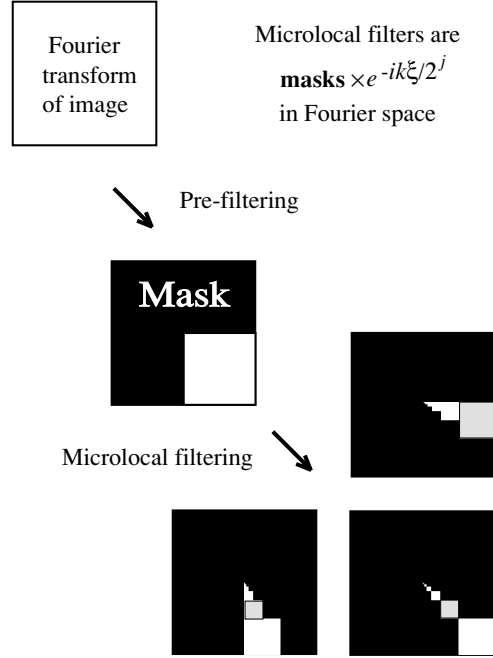 Fourier
transform
of image
Microlocal filters are
masks ×e^-ikξ/2^j
in Fourier space
Pre-filtering
Mask
Microlocal filtering